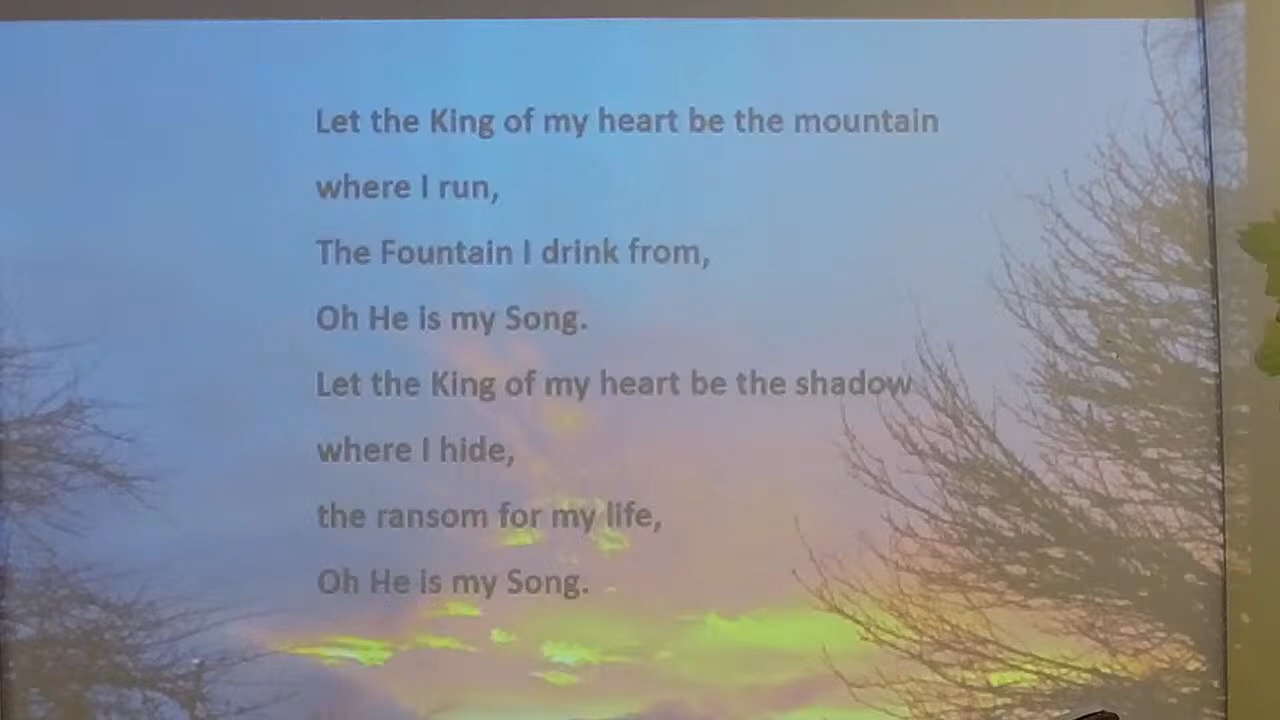 Let the King of my heart be the mountain
where I run,
The Fountain I drink from,
Oh He is my Song.
Let the King of my heart be the shadow
where I hide,
the ransom for my life,
Oh He is my Song.